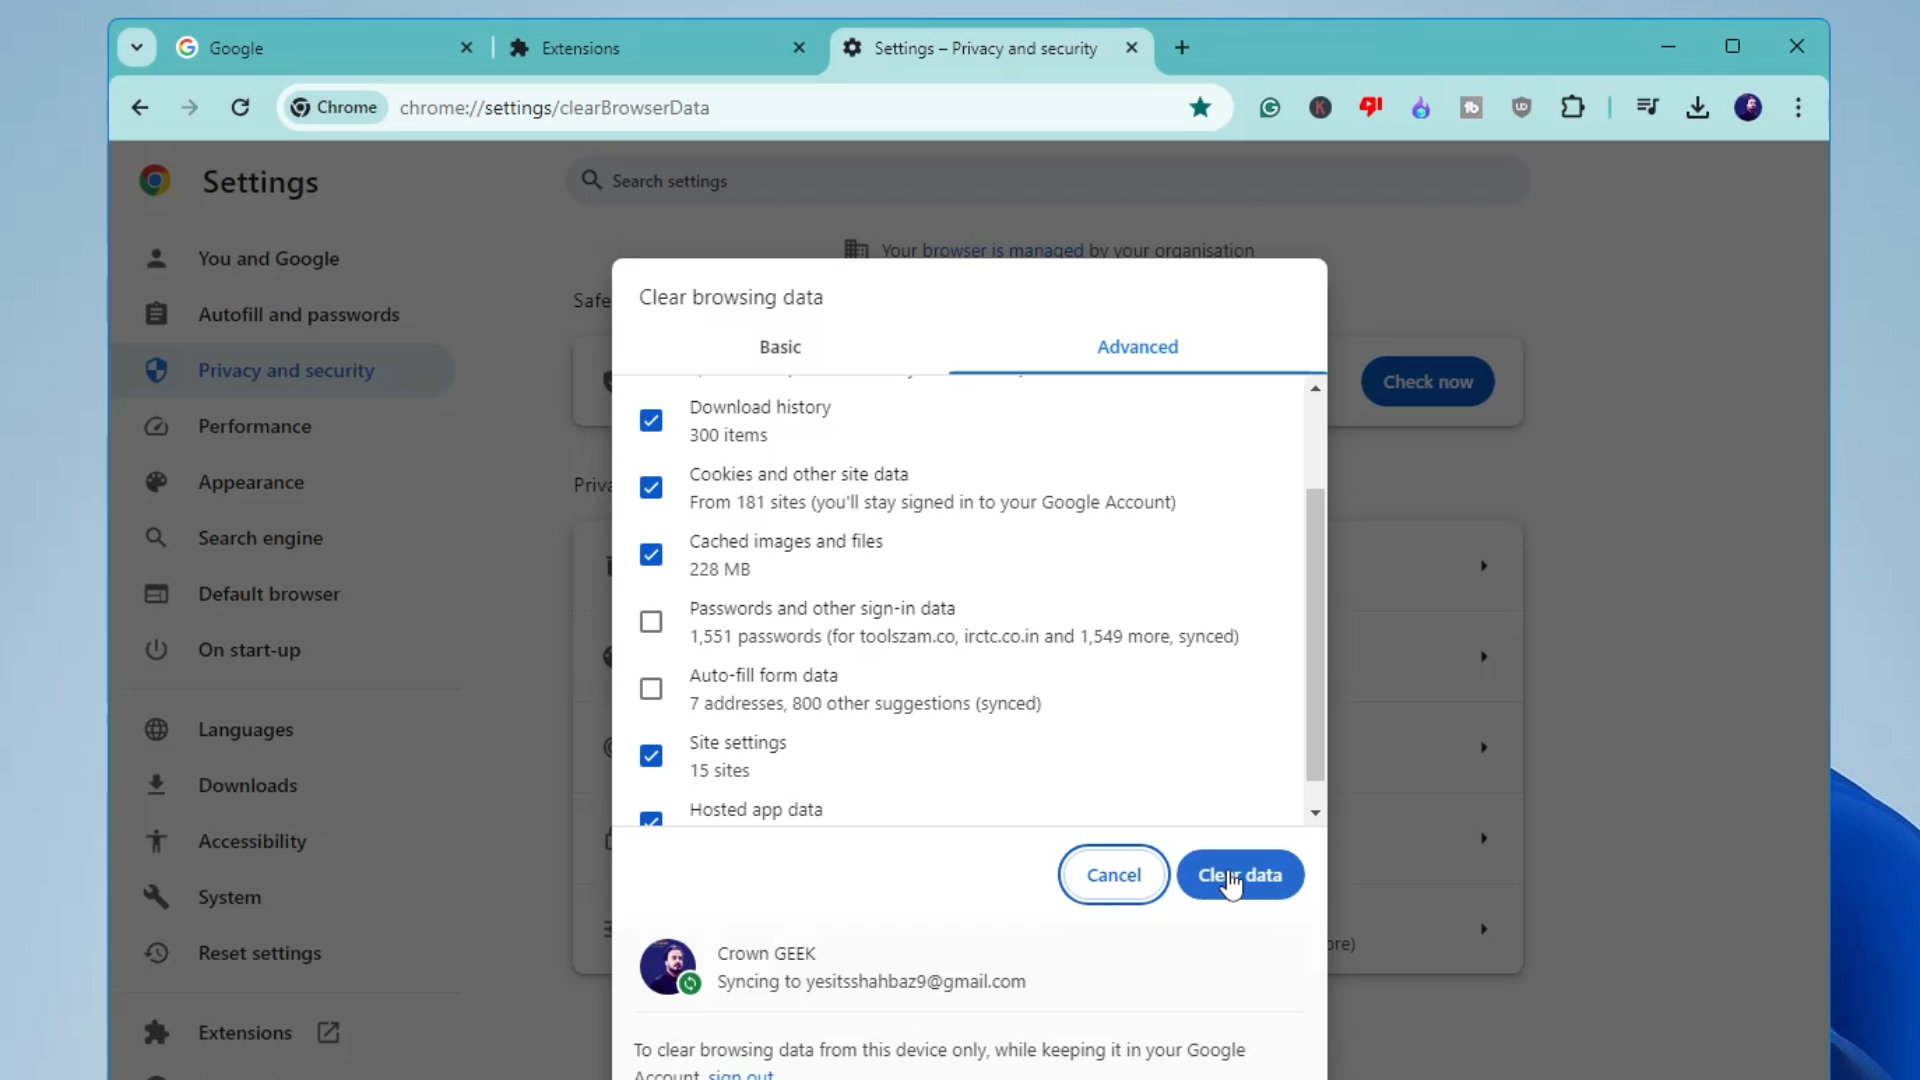 Google
Extensions
Settings – Privacy and security
Chrome
chrome://settings/clearBrowserData
Settings
Search settings
Your browser is managed by your organisation
You and Google
Autofill and passwords
Privacy and security
Performance
Appearance
Search engine
Default browser
On start-up
Languages
Downloads
Accessibility
System
Reset settings
Extensions
Safe
Check now
Priva
ore)
Clear browsing data
Basic
Advanced
Download history
300 items
Cookies and other site data
From 181 sites (you'll stay signed in to your Google Account)
Cached images and files
228 MB
Passwords and other sign-in data
1,551 passwords (for toolszam.co, irctc.co.in and 1,549 more, synced)
Auto-fill form data
7 addresses, 800 other suggestions (synced)
Site settings
15 sites
Hosted app data
Cancel
Clear data
Crown GEEK
Syncing to yesitsshahbaz9@gmail.com
To clear browsing data from this device only, while keeping it in your Google
Account, sign out.